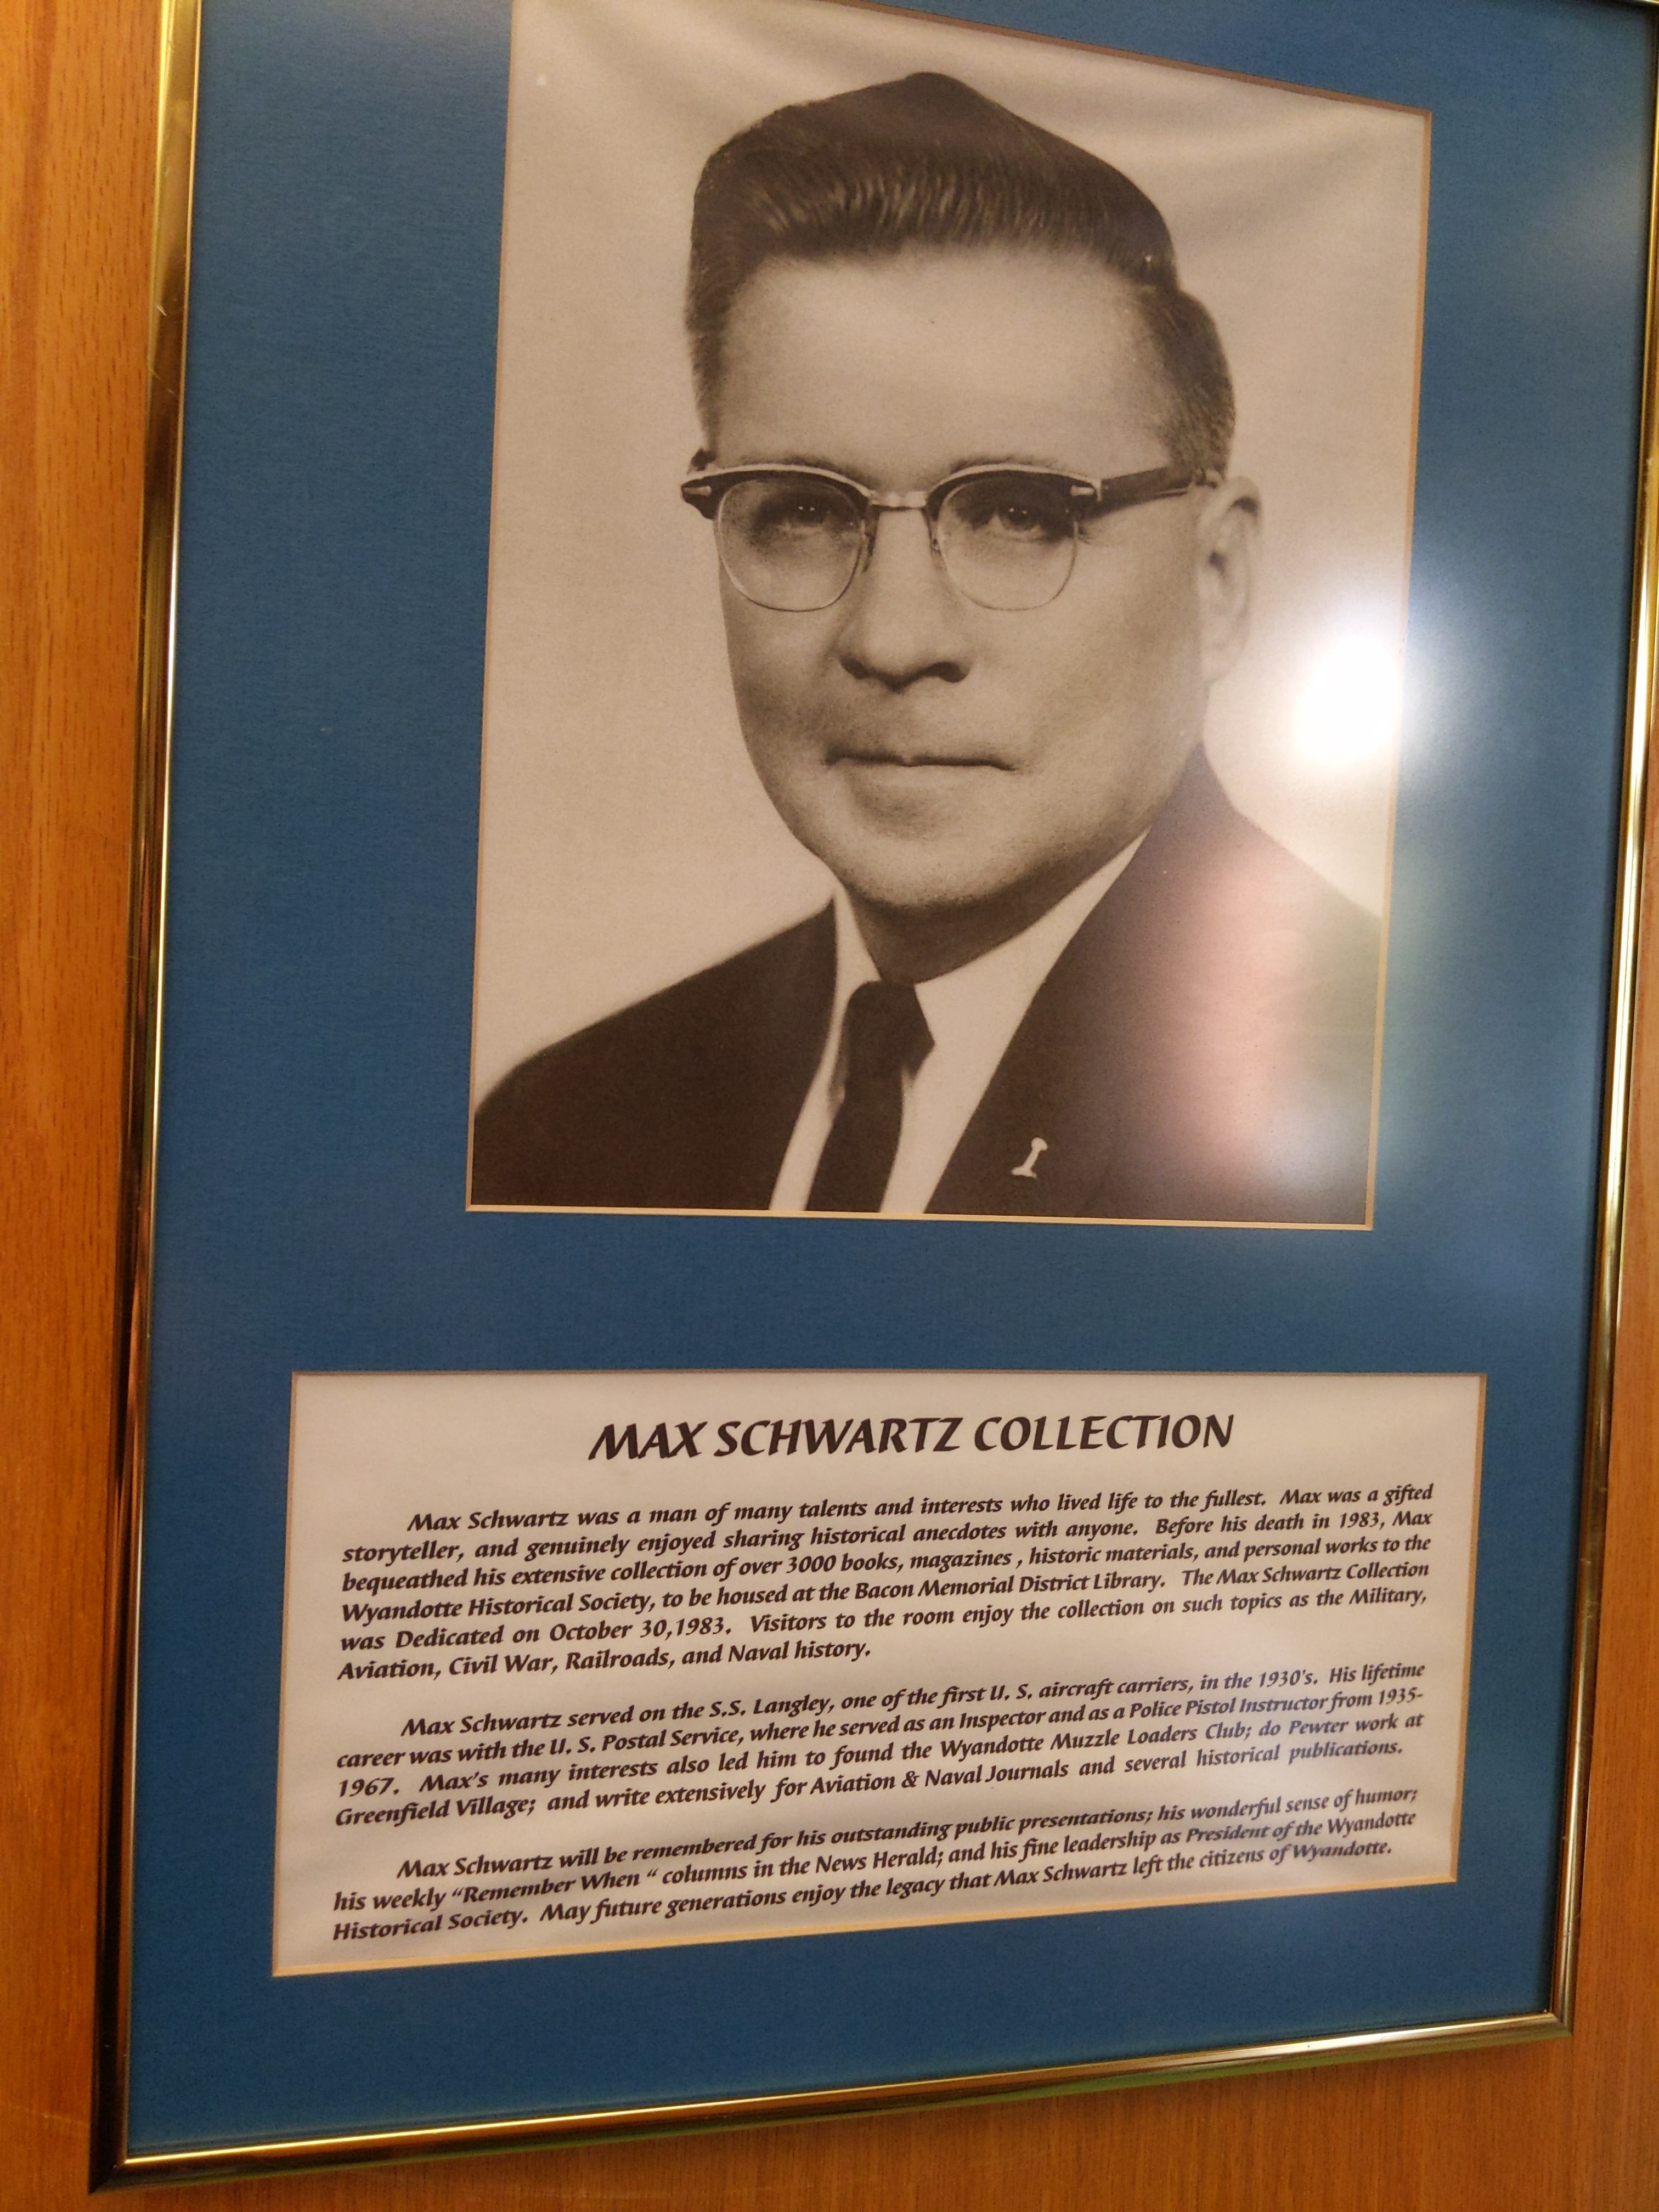 MAX SCHWARTZ COLLECTION
Max Schwartz was a man of many talents and interests who lived life to the fullest. Max was a gifted
storyteller, and genuinely enjoyed sharing historical anecdotes with anyone. Before his death in 1983, Max
bequeathed his extensive collection of over 3000 books, magazines , historic materials, and personal works to the
Wyandotte Historical Society, to be housed at the Bacon Memorial District Library. The Max Schwartz Collection
was Dedicated on October 30,1983. Visitors to the room enjoy the collection on such topics as the Military,
Aviation, Civil War, Railroads, and Naval history.
Max Schwartz served on the S.S. Langley, one of the first U. S. aircraft carriers, in the 1930's. His lifetime
career was with the U. S. Postal Service, where he served as an Inspector and as a Police Pistol Instructor from 1935-
1967. Max's many interests also led him to found the Wyandotte Muzzle Loaders Club; do Pewter work at
Greenfield Village; and write extensively for Aviation & Naval Journals and several historical publications.
Max Schwartz will be remembered for his outstanding public presentations; his wonderful sense of humor;
his weekly “Remember When “ columns in the News Herald; and his fine leadership as President of the Wyandotte
Historical Society. May future generations enjoy the legacy that Max Schwartz left the citizens of Wyandotte.